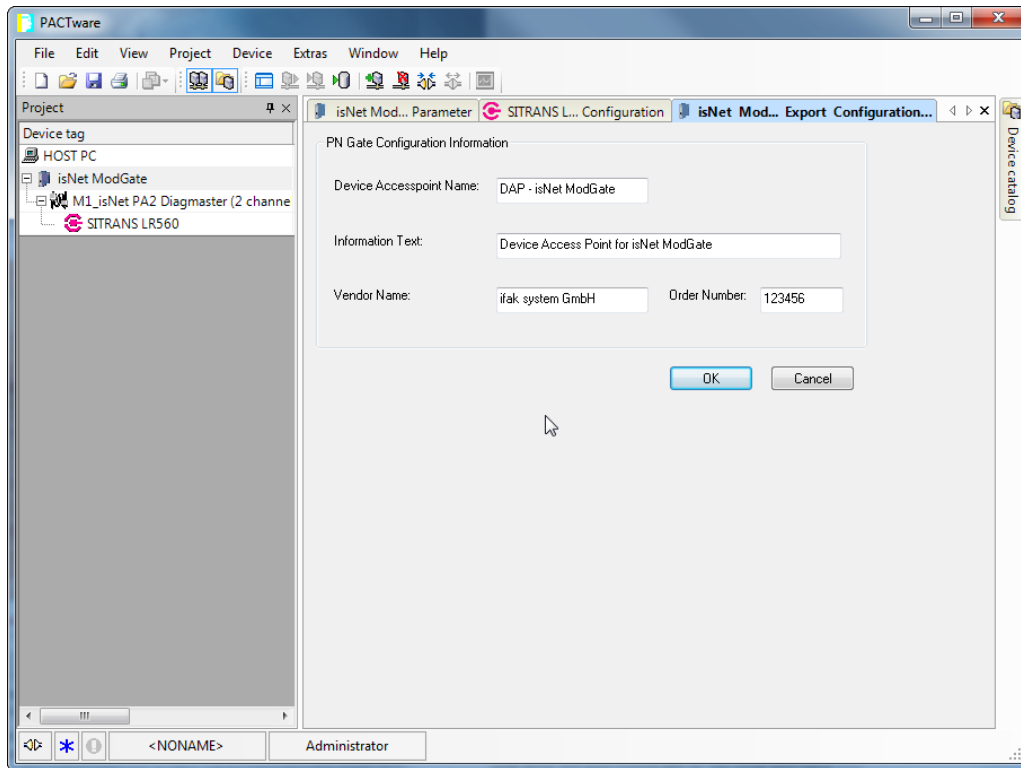 PACTware
File Edit View Project Device Extras Window Help
Project
Device tag
HOST PC
isNet ModGate
M1_isNet PA2 Diagmaster (2 channe
SITRANS LR560
isNet Mod... Parameter
SITRANS L... Configuration
isNet Mod... Export Configuration...
Device catalog
PN Gate Configuration Information
Device Accesspoint Name: DAP - isNet ModGate
Information Text: Device Access Point for isNet ModGate
Vendor Name: ifak system GmbH Order Number: 123456
OK Cancel
<NONAME> Administrator